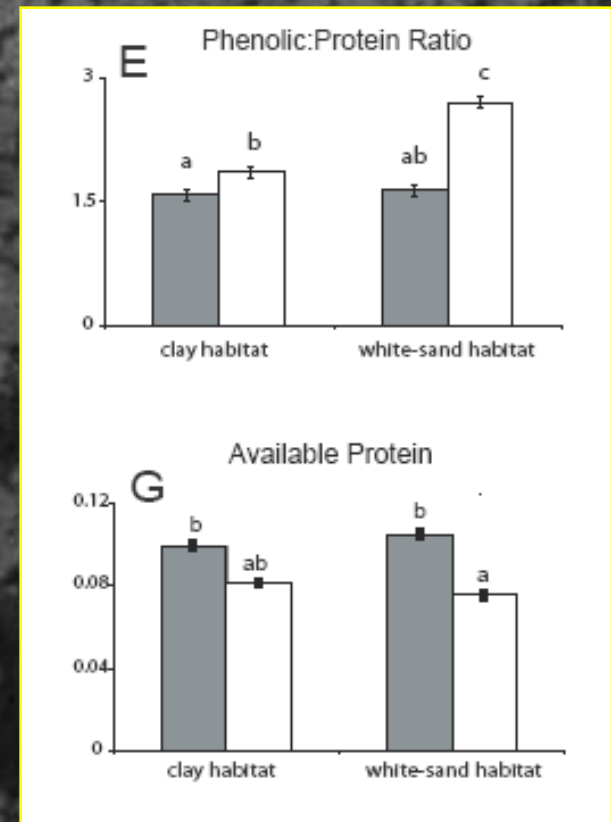 E Phenolic:Protein Ratio
3
c
b
a
ab
1.5
0
clay habitat white-sand habitat
G Available Protein
0.12
b
b
ab
a
0.08
0.04
0
clay habitat white-sand habitat